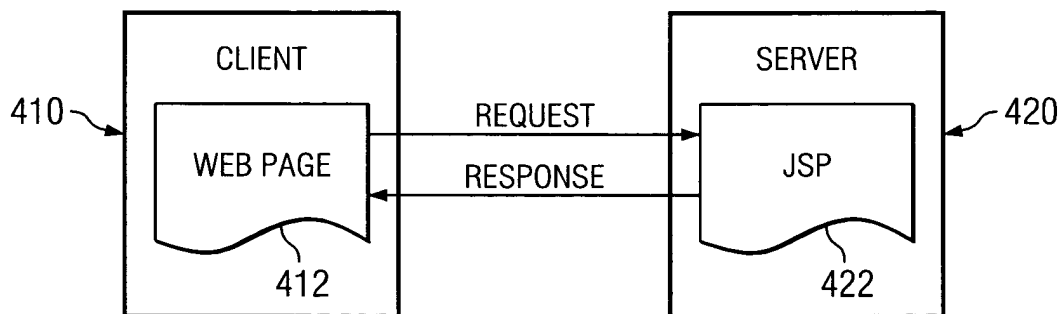 CLIENT
SERVER
410
REQUEST
420
WEB PAGE
RESPONSE
JSP
412
422